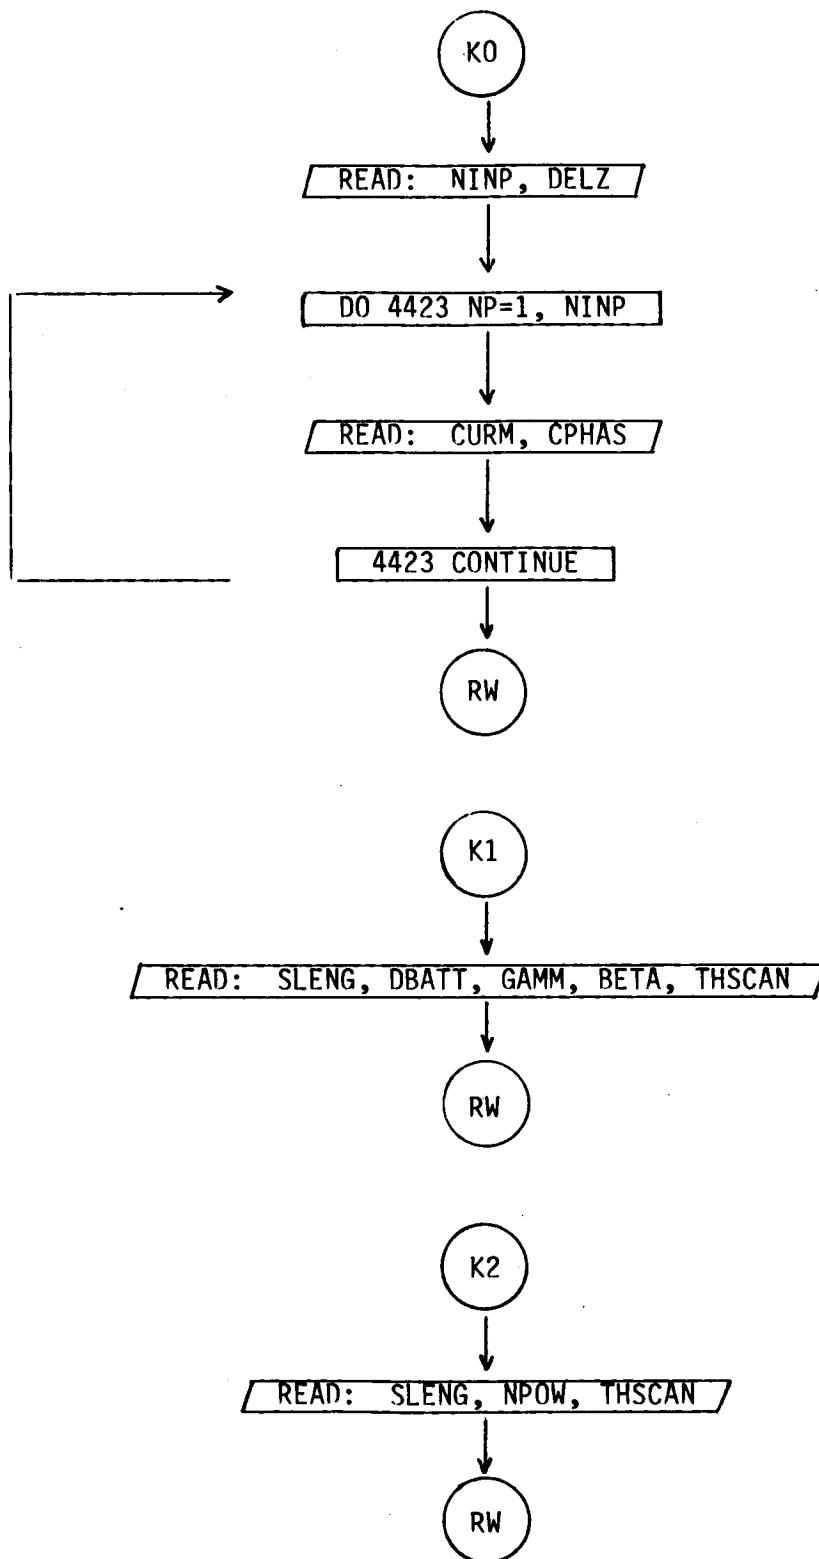 K0
READ: NINP, DELZ
DO 4423 NP=1, NINP
READ: CURM, CPHAS
4423 CONTINUE
RW
K1
READ: SLENG, DBATT, GAMM, BETA, THSCAN
RW
K2
READ: SLENG, NPOW, THSCAN
RW